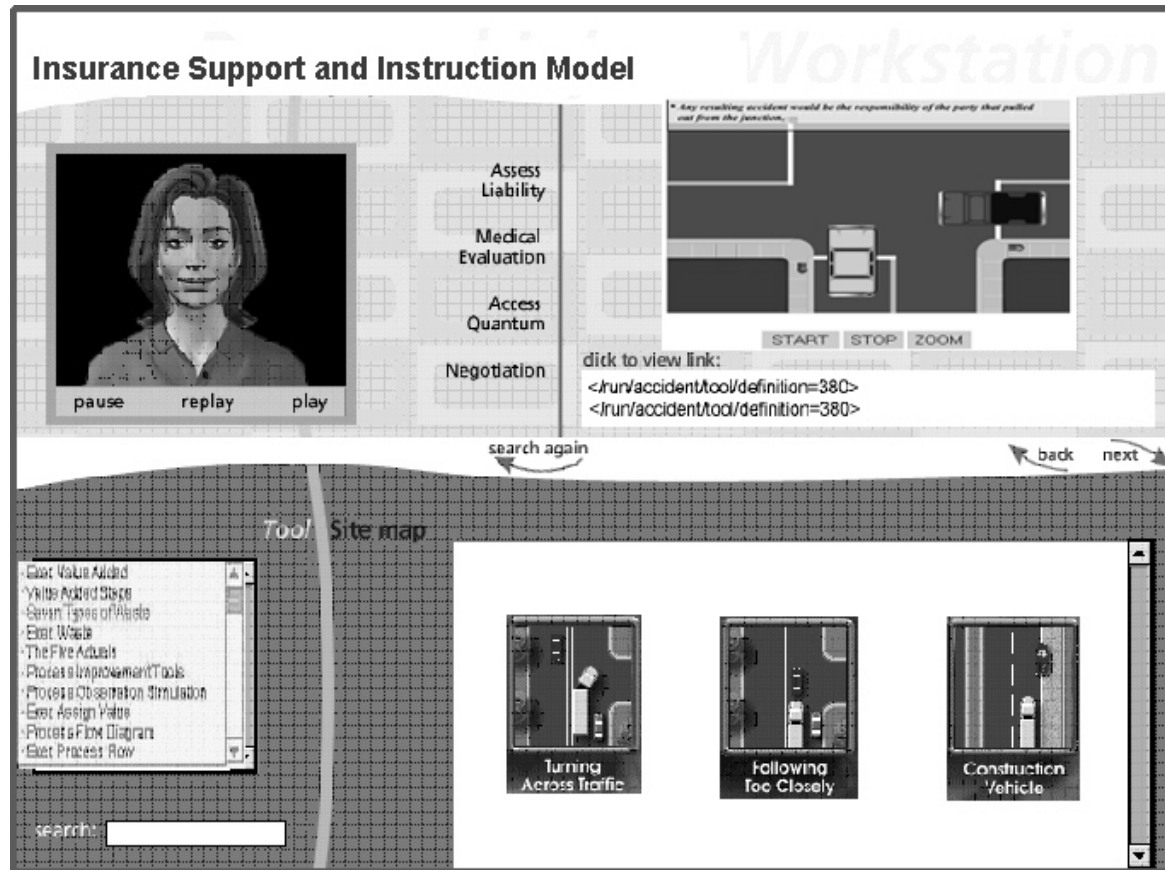 Workstation
Insurance Support and Instruction Model
• Any resulting accident would be the responsibility of the party that pulled
out from the junction.
Assess
Liability
Medical
Evaluation
Access
Quantum
Negotiation
pause replay play
START STOP ZOOM
click to view link:
</run/accident/tool/definition=380>
</run/accident/tool/definition=380>
search again
back next
Tool Site map
Exec Value Added
Value Added Steps
Seven Types of Waste
Exec Waste
The Five Actuals
Process Improvement Tools
Process Observation Simulation
Exec Assign Value
Process Flow Diagram
Exec Process Flow
search:
Turning
Across Traffic
Following
Too Closely
Construction
Vehicle